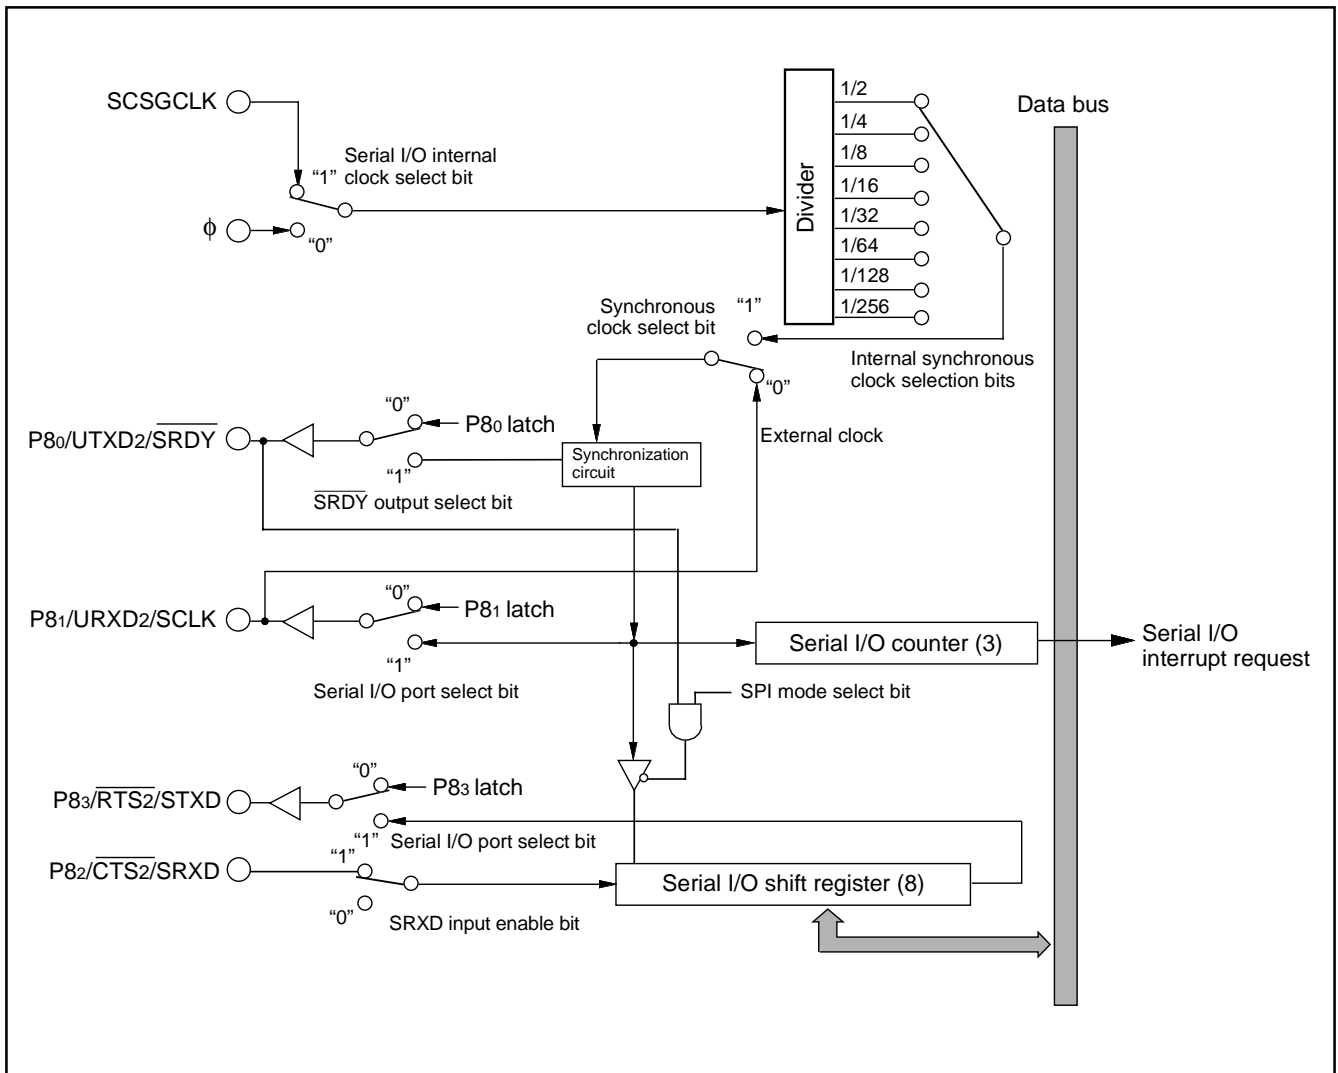 SCSGCLK
1/2
Data bus
1/4
Serial I/O internal
clock select bit
“1”
1/8
1/16
Divider
1/32
ϕ
“0”
1/64
1/128
1/256
Synchronous
clock select bit
“1”
Internal synchronous
clock selection bits
“0”
P80/UTXD2/SRDY
“0”
P80 latch
External clock
Synchronization
circuit
“1”
SRDY output select bit
P81/URXD2/SCLK
“0”
P81 latch
“1”
Serial I/O counter (3)
Serial I/O
interrupt request
Serial I/O port select bit
SPI mode select bit
P83/RTS2/STXD
“0”
P83 latch
“1”
Serial I/O port select bit
P82/CTS2/SRXD
“1”
Serial I/O shift register (8)
“0”
SRXD input enable bit